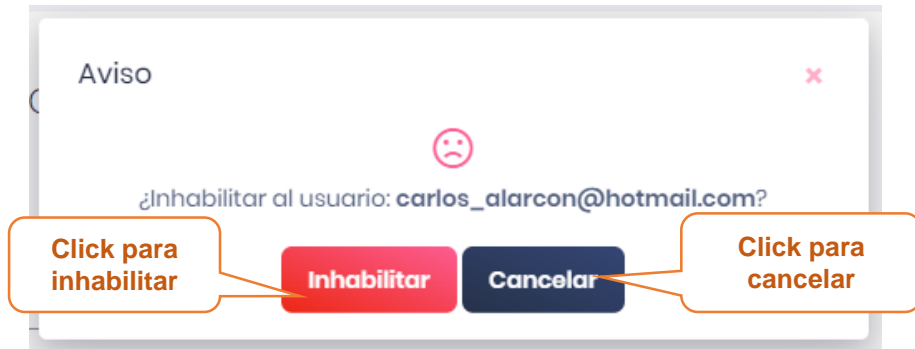 Aviso
¿Inhabilitar al usuario: carlos_alarcon@hotmail.com?
Click para
inhabilitar
Inhabilitar
Cancelar
Click para
cancelar